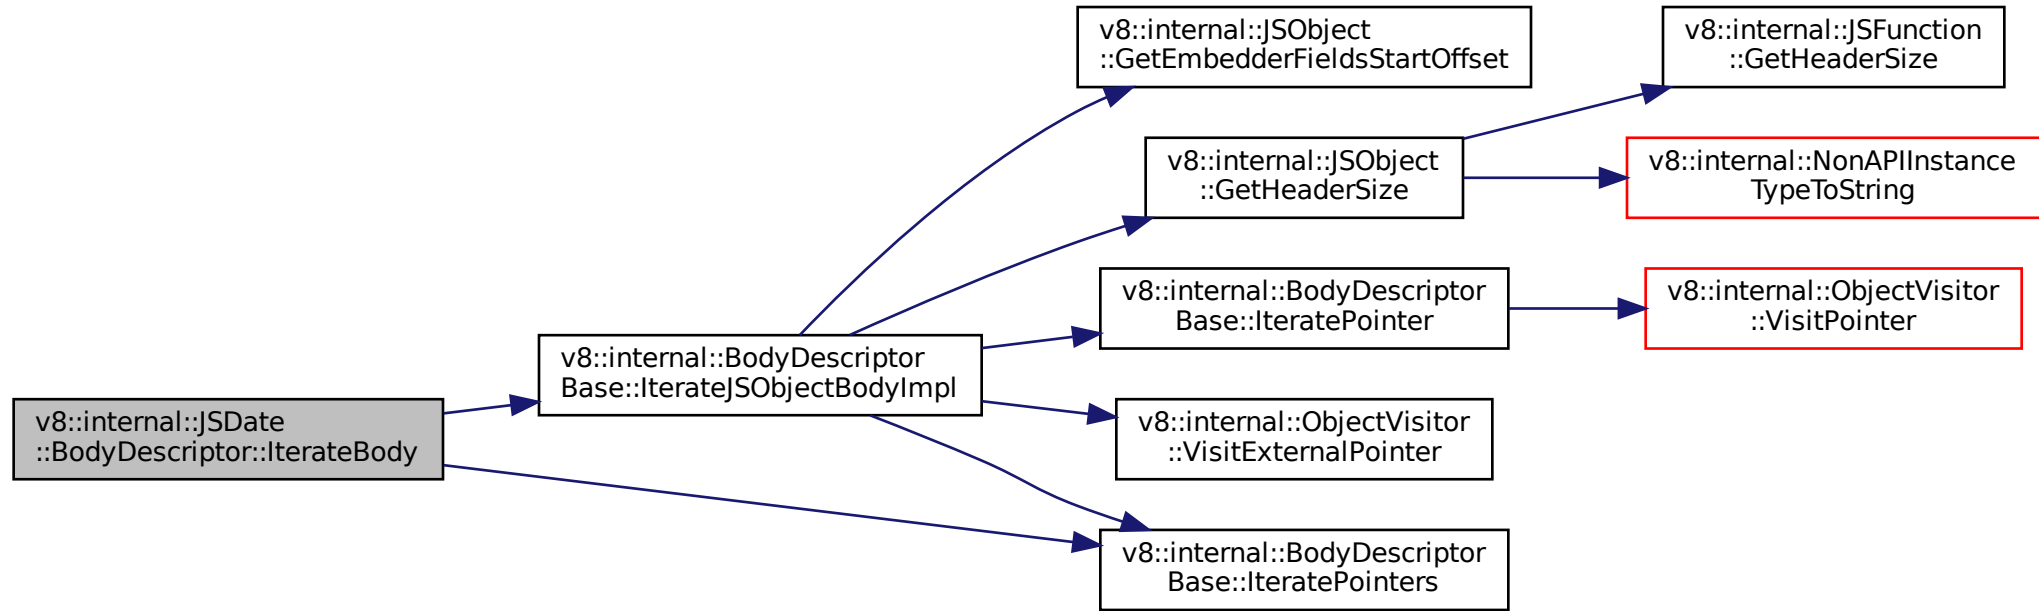 v8::internal::JSObject
::GetEmbedderFieldsStartOffset
v8::internal::JSFunction
::GetHeaderSize
v8::internal::JSObject
::GetHeaderSize
v8::internal::NonAPIInstance
TypeToString
v8::internal::BodyDescriptor
Base::IteratePointer
v8::internal::ObjectVisitor
::VisitPointer
v8::internal::BodyDescriptor
Base::IterateJSObjectBodyImpl
v8::internal::JSDate
::BodyDescriptor::IterateBody
v8::internal::ObjectVisitor
::VisitExternalPointer
v8::internal::BodyDescriptor
Base::IteratePointers